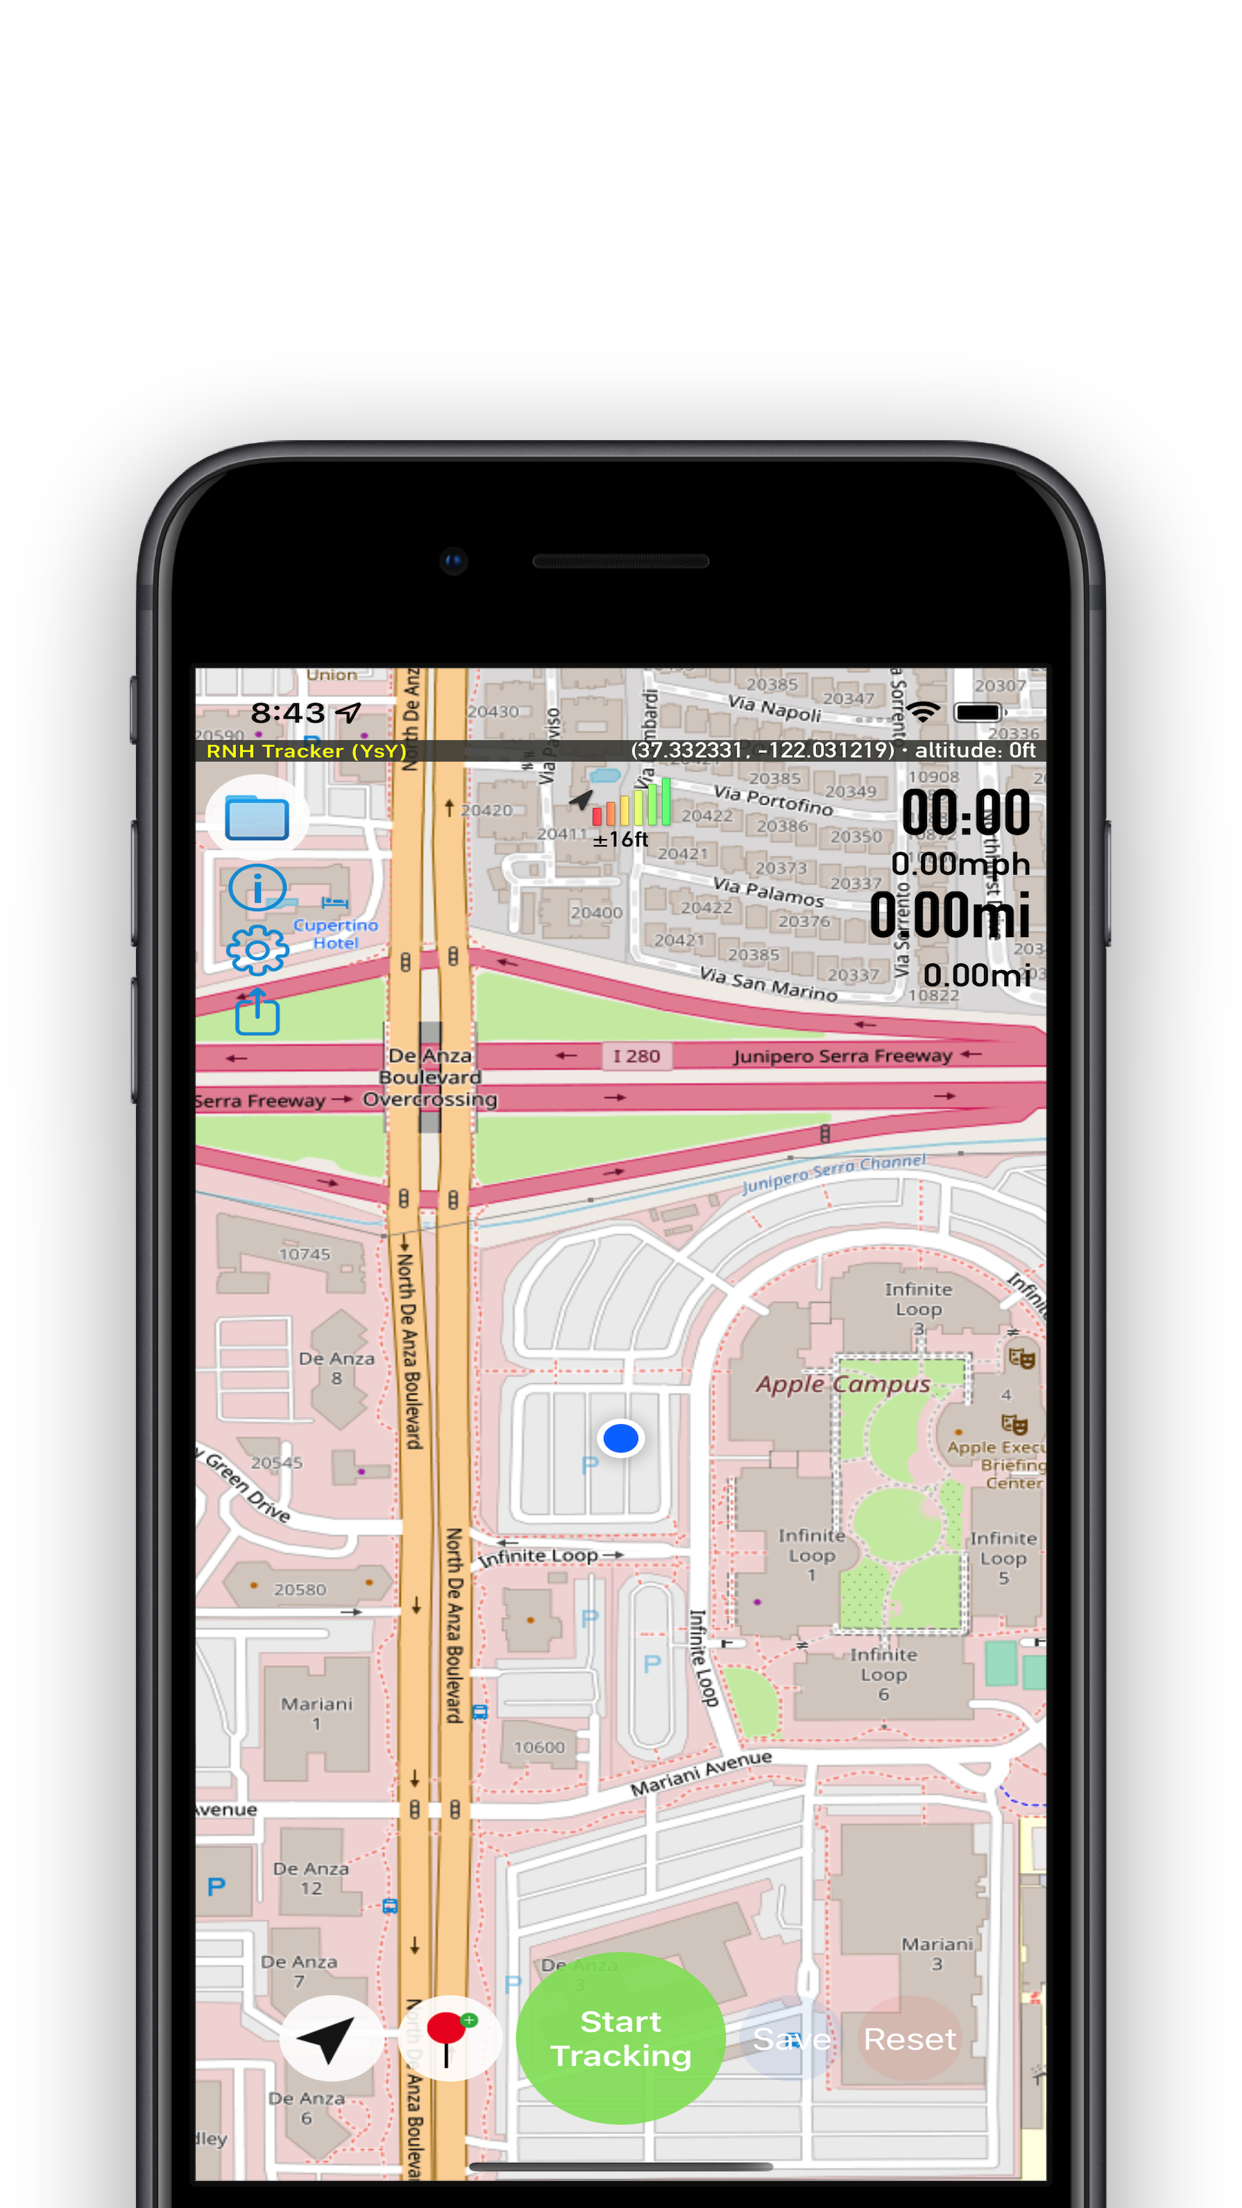 Union
8:43
20430
20385
20347
20307
20590
Via Napoli
20336
RNH Tracker (YsY)
(37.332331, -122.031219) • altitude: 0ft
North De Anz
Via Paviso
Via Lombardi
Via Sorrento
20385
20349
10908
Via Portofino
00:00
20420
20411
±16ft
20422
20386
20350
20421
20373
20337
0.00mph
Via Palamos
20400
20422
20376
0.00mi
Cupertino
Hotel
20421
20385
20337
0.00mi
Via San Marino
10822
De Anza
Boulevard
Overcrossing
I 280
Junipero Serra Freeway
Serra Freeway
Junipero Serra Channel
10745
North De Anza Boulevard
Infinite
Loop
3
De Anza
8
Apple Campus
4
20545
y Green Drive
P
Apple Execu
Briefing
Center
Infinite
Loop
1
Infinite
Loop
5
Infinite Loop
20580
North De Anza Boulevard
P
P
Infinite Loop
Infinite
Loop
6
Mariani
1
10600
Mariani Avenue
Avenue
De Anza
12
P
De Anza
7
Mariani
3
De Anza
3
P
Start
Tracking
Save
Reset
De Anza
6
dley